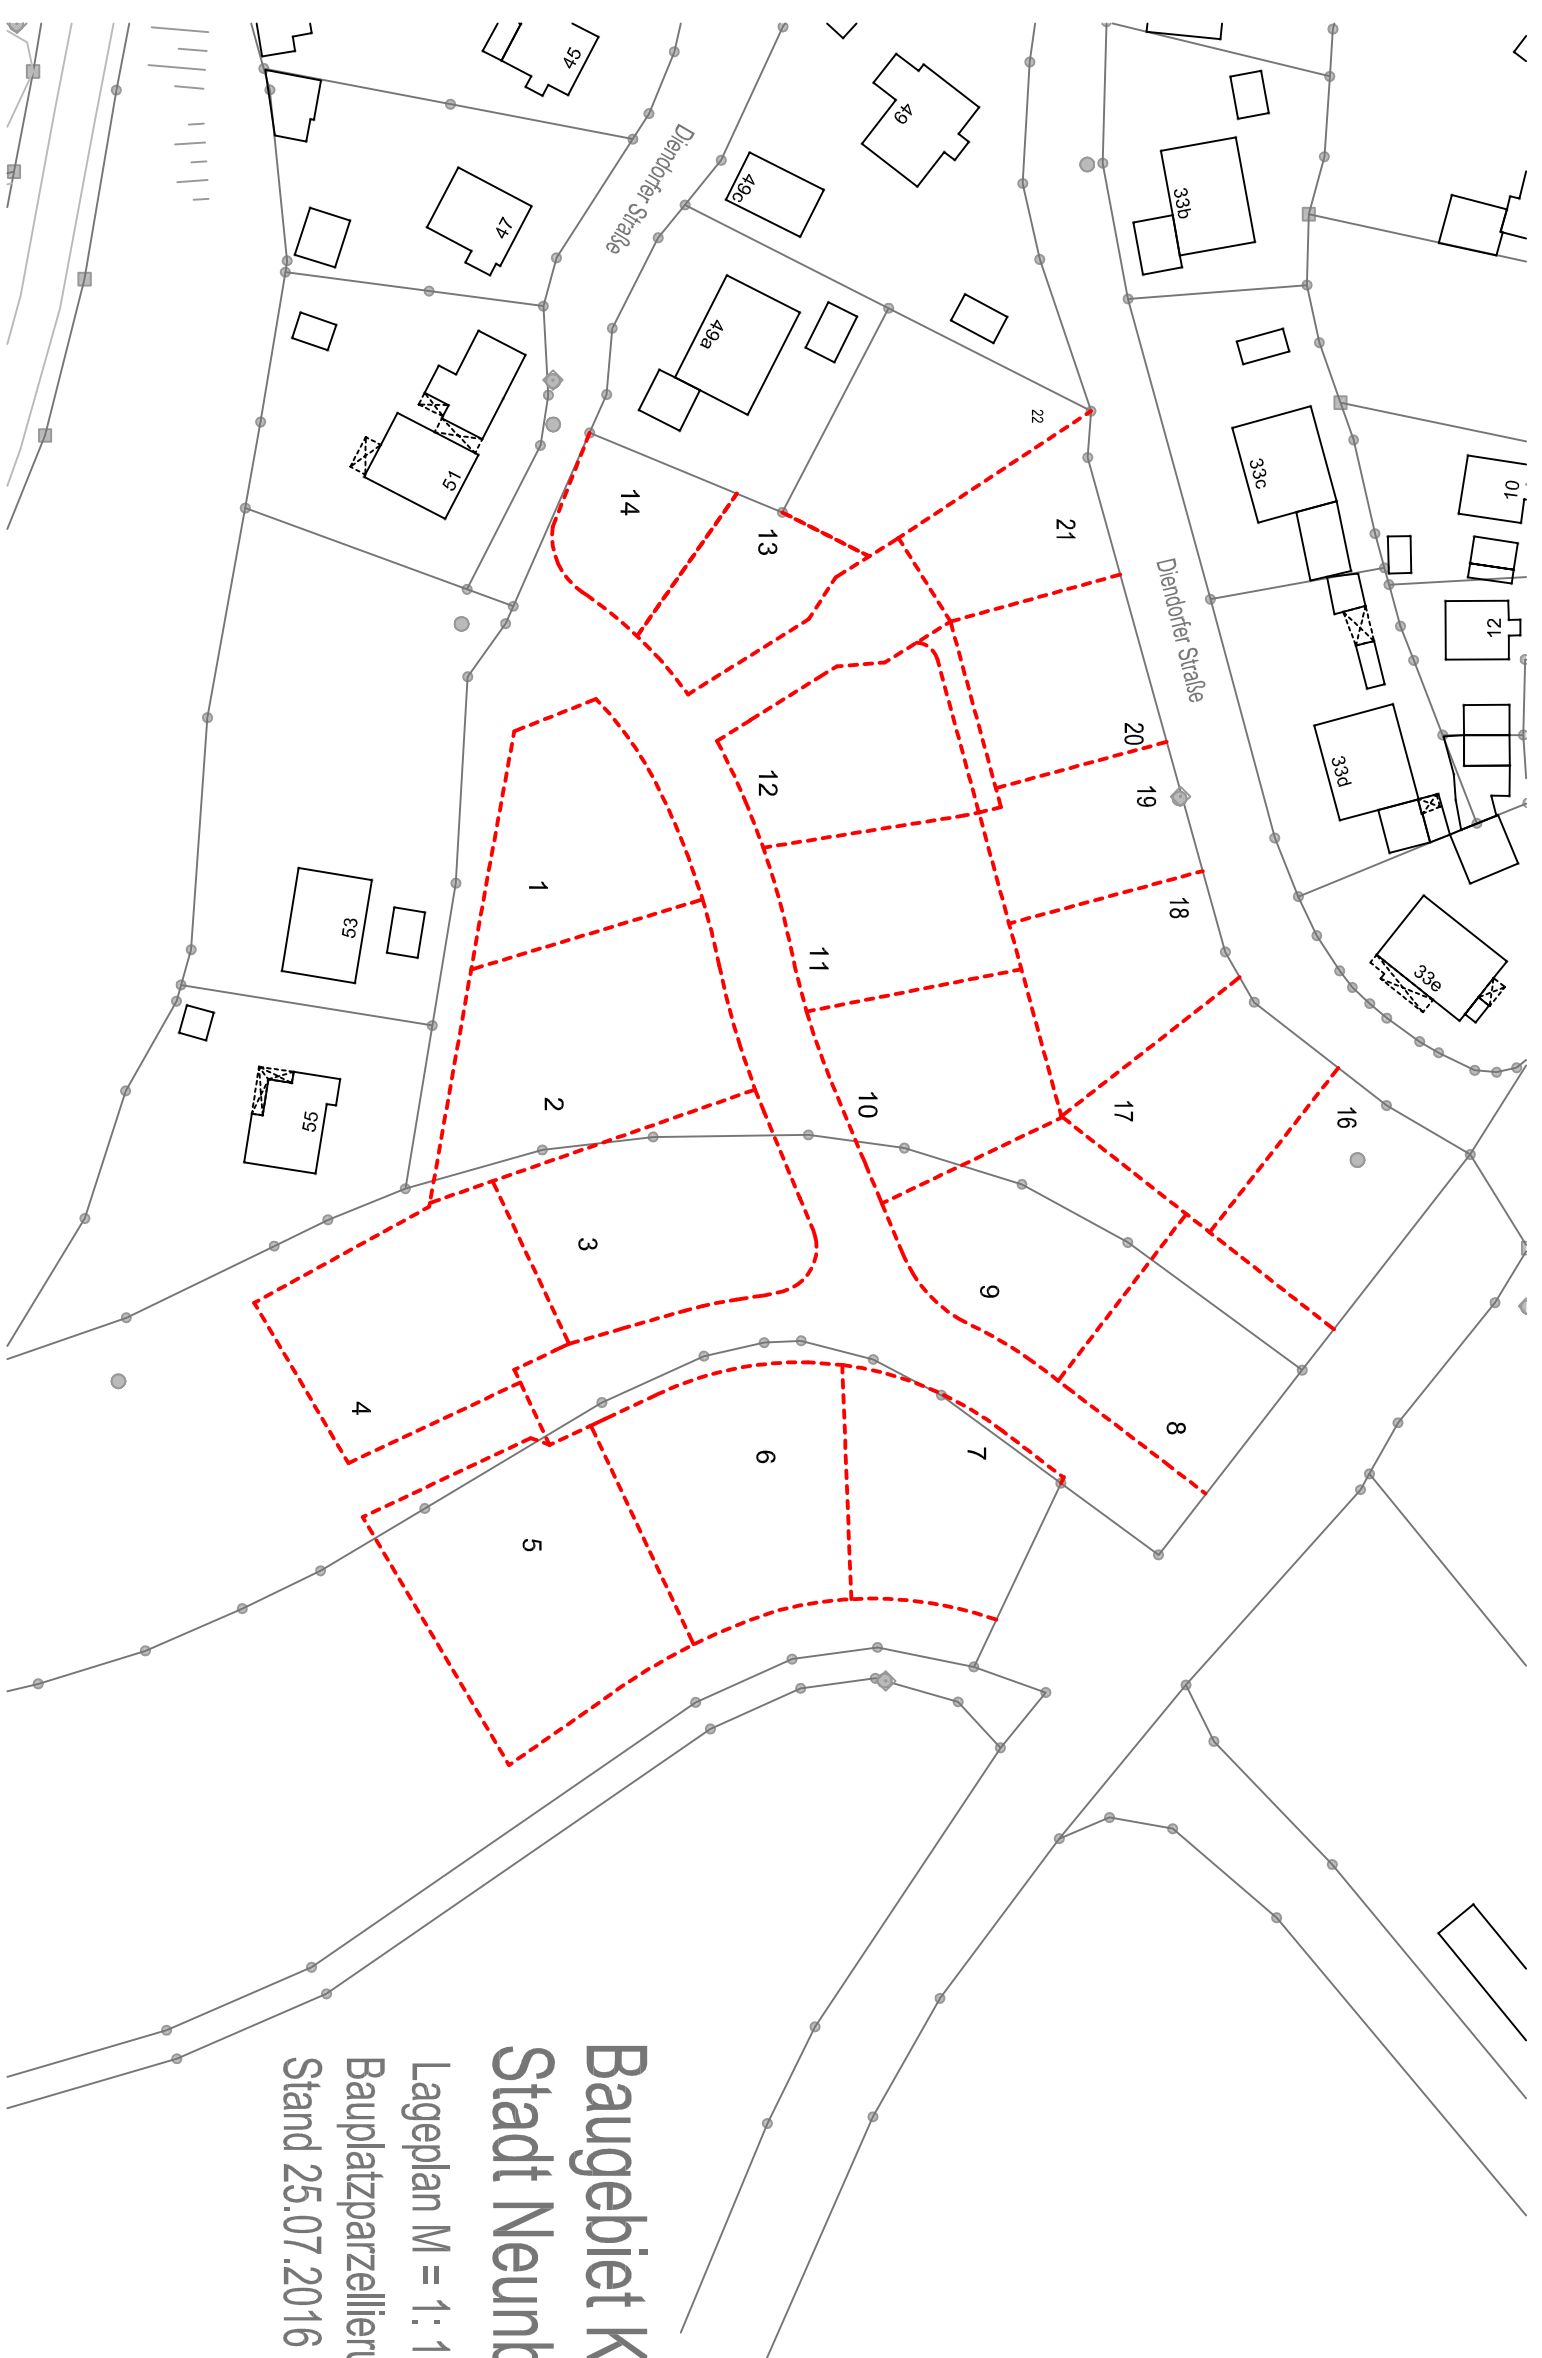 Baugebiet K
Stadt Neunb
Lageplan M = 1: 1
Bauplatzparzellieru
Stand 25.07.2016
Diendorfer Straße
Diendorfer Straße
45
47
49
49c
49a
51
53
55
33b
33c
33d
33e
10
12
22
21
20
19
18
17
16
14
13
12
11
10
9
8
7
6
5
4
3
2
1